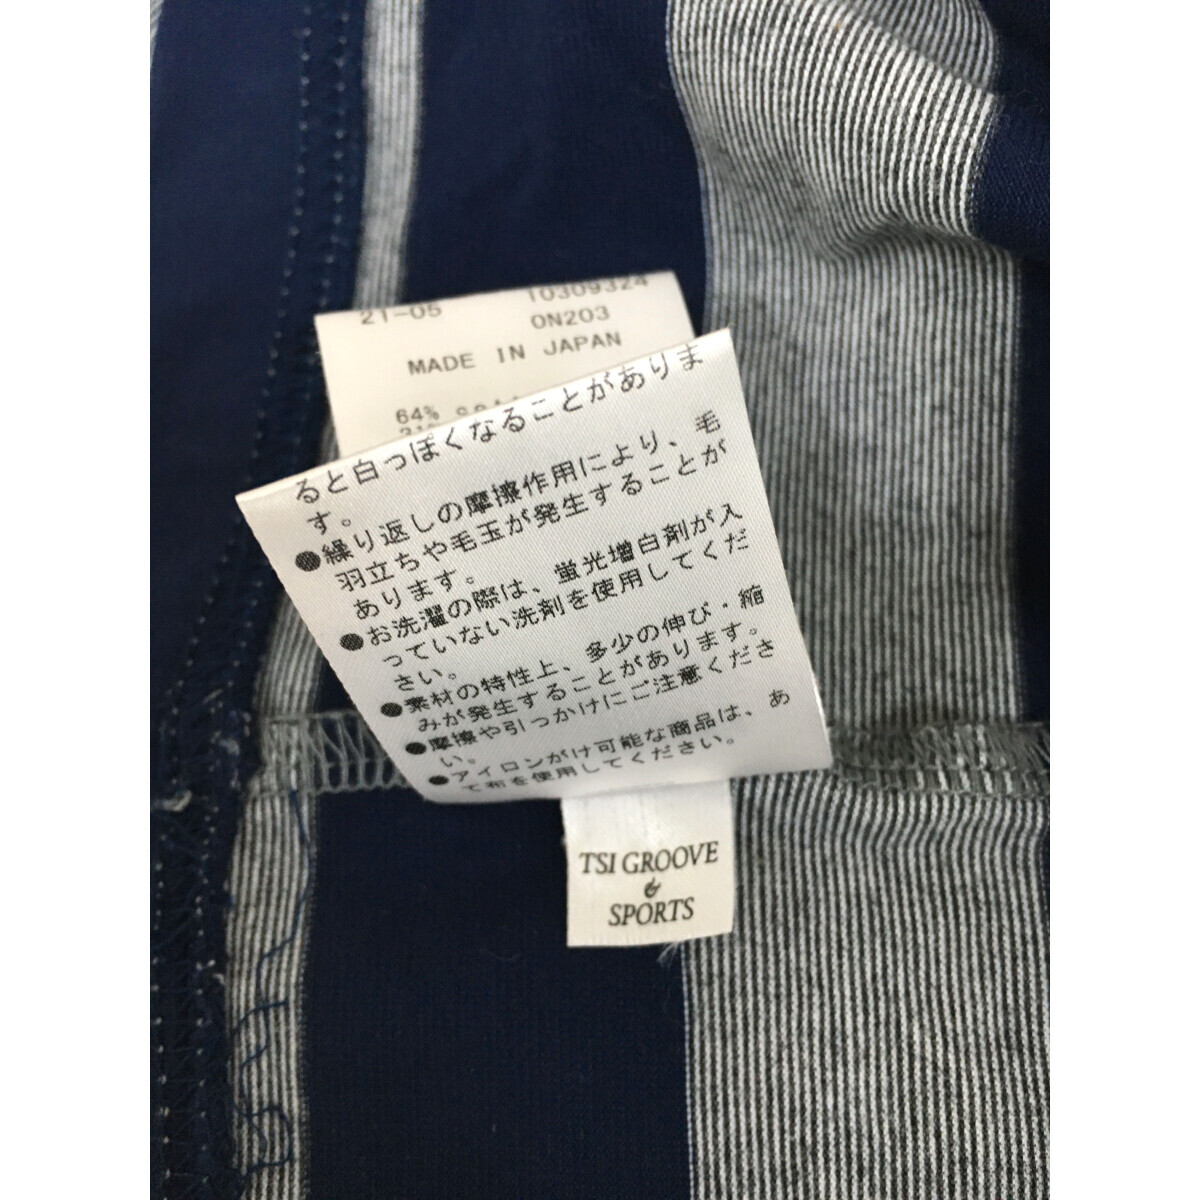 21-05 10309324
0N203
MADE IN JAPAN
64%
ると白っぽくなることがありま
す。
●繰り返しの摩擦作用により、毛
羽立ちや毛玉が発生することが
あります。
●お洗濯の際は、蛍光増白剤が入
っていない洗剤を使用してくだ
さい。
●素材の特性上、多少の伸び・縮
みが発生することがあります。
●摩擦や引っかけにご注意くださ
い。
●アイロンがけ可能な商品は、あ
て布を使用してください。
TSI GROOVE
&
SPORTS